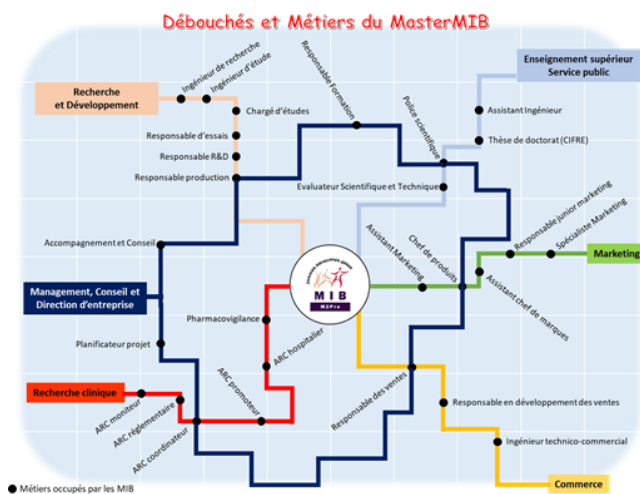 Débouchés et Métiers du MasterMIB
Enseignement supérieur
Service public
Recherche
et Développement
Ingénieur de recherche
Ingénieur d'étude
Chargé d'études
Responsable d'essais
Responsable R&D
Responsable production
Responsable Formation
Police scientifique
Assistant Ingénieur
Thèse de doctorat (CIFRE)
Evaluateur Scientifique et Technique
Accompagnement et Conseil
Assistant Marketing
Chef de produits
Responsable junior marketing
Spécialiste Marketing
Marketing
Assistant chef de marques
Management, Conseil et
Direction d'entreprise
MIB
Pharmacovigilance
ARC hospitalier
Planificateur projet
Recherche clinique
ARC moniteur
ARC réglementaire
ARC coordinateur
ARC promoteur
Responsable des ventes
Responsable en développement des ventes
Ingénieur technico-commercial
Commerce
Métiers occupés par les MIB